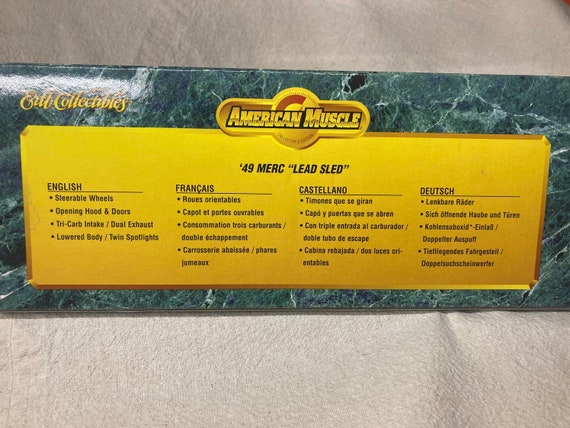 Ertl Collectibles
AMERICAN MUSCLE
COLLECTOR'S EDITION
'49 MERC "LEAD SLED"
ENGLISH
• Steerable Wheels
• Opening Hood & Doors
• Tri-Carb Intake / Dual Exhaust
• Lowered Body / Twin Spotlights
FRANÇAIS
• Roues orientables
• Capot et portes ouvrables
• Consommation trois carburants /
double échappement
• Carrosserie abaissée / phares
jumeaux
CASTELLANO
• Timones que se giran
• Capó y puertas que se abren
• Con triple entrada al carburador /
doble tubo de escape
• Cabina rebajada / dos luces ori-
entables
DEUTSCH
• Lenkbare Räder
• Sich öffnende Haube und Türen
• Kohlensuboxid*-Einlaß /
Doppelter Auspuff
• Tiefliegendes Fahrgestell /
Doppelsuchscheinwerfer